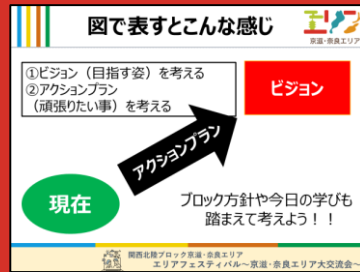 図で表すとこんな感じ
エリフェス
京滋・奈良エリア
①ビジョン(目指す姿)を考える
②アクションプラン
(頑張りたい事)を考える
ビジョン
アクションプラン
現在
ブロック方針や今日の学びも
踏まえて考えよう!!
関西北陸ブロック京滋・奈良エリア
エリアフェスティバル~京滋・奈良エリア大交流会~